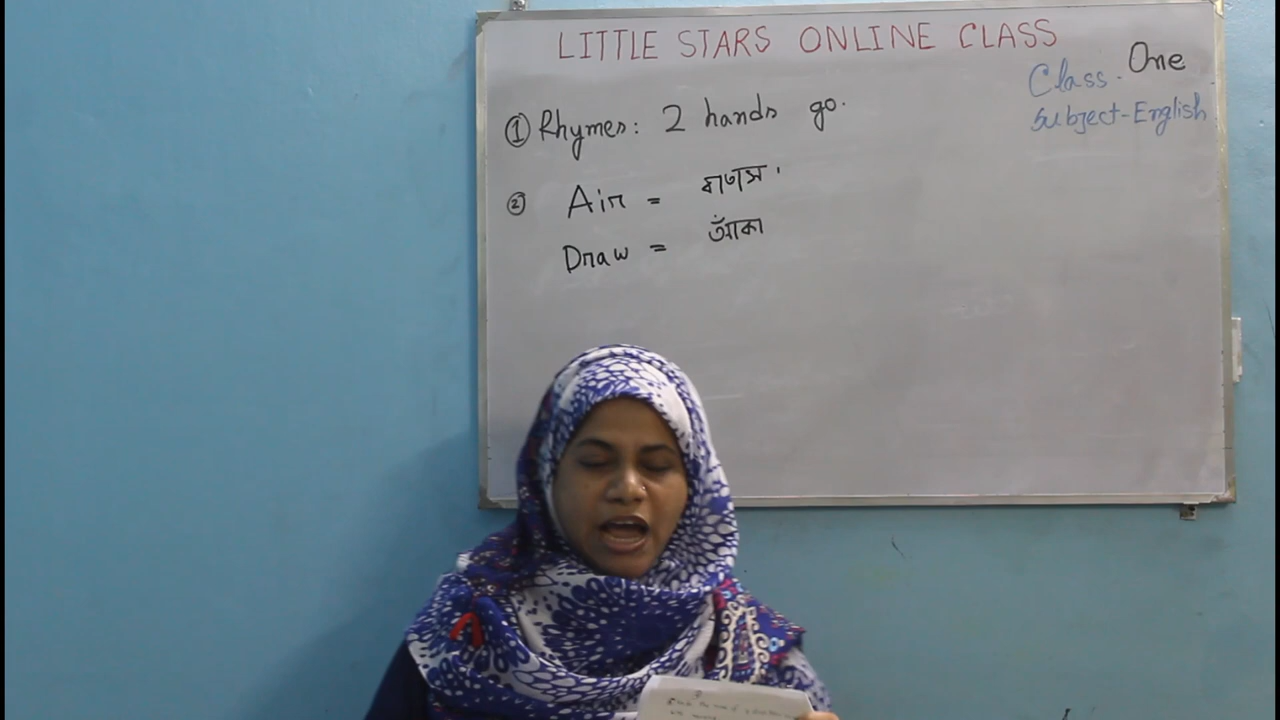 LITTLE STARS ONLINE CLASS
Class - One
Subject-English
① Rhymes: 2 hands go.
② Air = বাতাস.
Draw = আঁকা